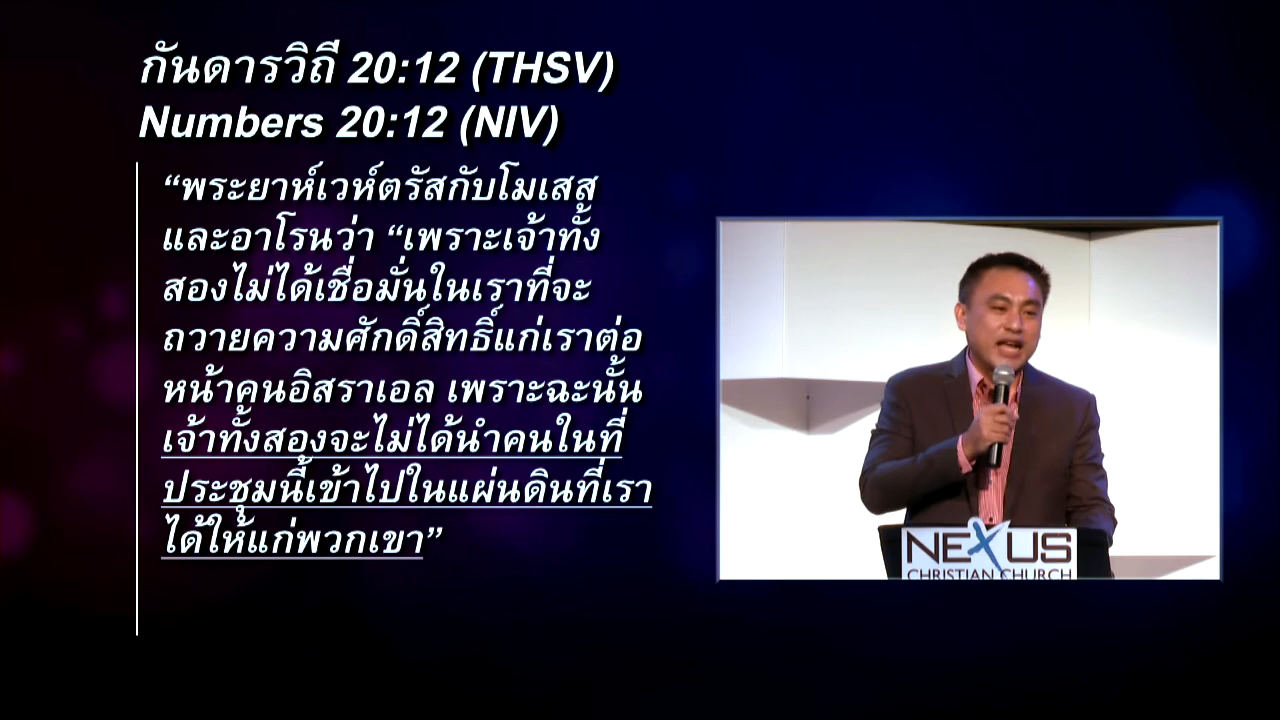 กันดารวิถี 20:12 (THSV)
Numbers 20:12 (NIV)
“พระยาห์เวห์ตรัสกับโมเสส
และอาโรนว่า “เพราะเจ้าทั้ง
สองไม่ได้เชื่อมั่นในเราที่จะ
ถวายความศักดิ์สิทธิ์แก่เราต่อ
หน้าคนอิสราเอล เพราะฉะนั้น
เจ้าทั้งสองจะไม่ได้นำคนในที่
ประชุมนี้เข้าไปในแผ่นดินที่เรา
ได้ให้แก่พวกเขา”
NEXUS
CHRISTIAN CHURCH